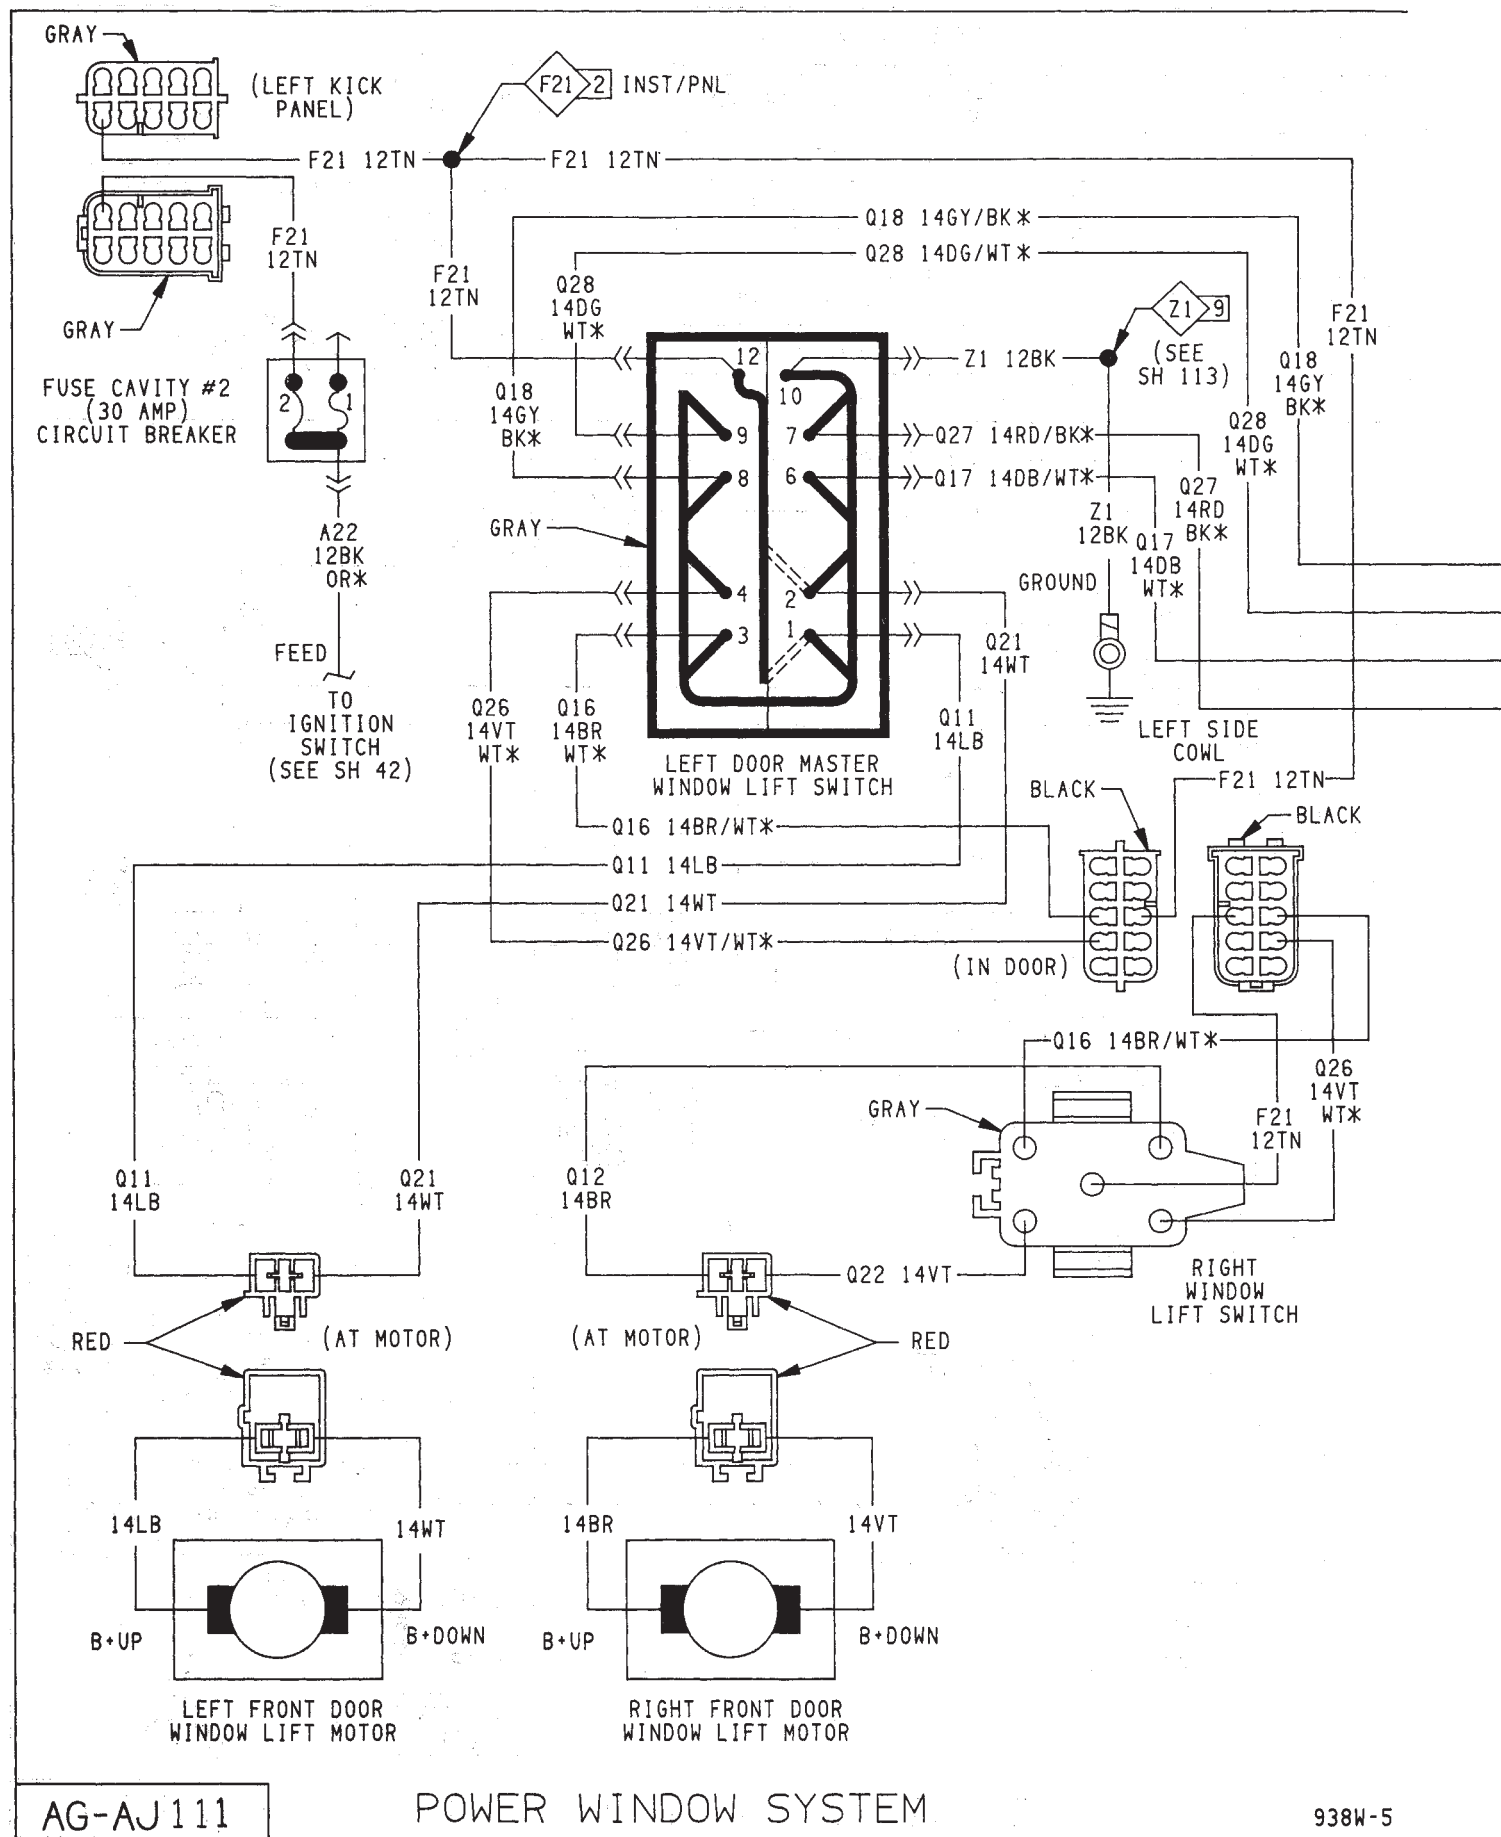 GRAY
(LEFT KICK
PANEL)
F21 2 INST/PNL
F21 12TN
F21 12TN
F21
12TN
GRAY
F21
12TN
Q18 14GY/BK*
Q28 14DG/WT*
Q28
14DG
WT*
Z1 9
(SEE
SH 113)
F21
12TN
FUSE CAVITY #2
(30 AMP)
CIRCUIT BREAKER
2
1
Q18
14GY
BK*
12
10
Z1 12BK
Q18
14GY
BK*
9
7
Q27 14RD/BK*
Q28
14DG
WT*
8
6
Q17 14DB/WT*
Q27
14RD
BK*
A22
12BK
OR*
GRAY
Z1
12BK
Q17
14DB
WT*
GROUND
4
2
3
1
FEED
TO
IGNITION
SWITCH
(SEE SH 42)
Q21
14WT
Q26
14VT
WT*
Q16
14BR
WT*
Q11
14LB
LEFT SIDE
COWL
LEFT DOOR MASTER
WINDOW LIFT SWITCH
F21 12TN
BLACK
BLACK
Q16 14BR/WT*
Q11 14LB
Q21 14WT
Q26 14VT/WT*
(IN DOOR)
Q16 14BR/WT*
Q26
14VT
WT*
GRAY
F21
12TN
Q11
14LB
Q21
14WT
Q12
14BR
Q22 14VT
RIGHT
WINDOW
LIFT SWITCH
RED
(AT MOTOR)
(AT MOTOR)
RED
14LB
14WT
14BR
14VT
B+UP
B+DOWN
B+UP
B+DOWN
LEFT FRONT DOOR
WINDOW LIFT MOTOR
RIGHT FRONT DOOR
WINDOW LIFT MOTOR
AG-AJ111
POWER WINDOW SYSTEM
938W-5